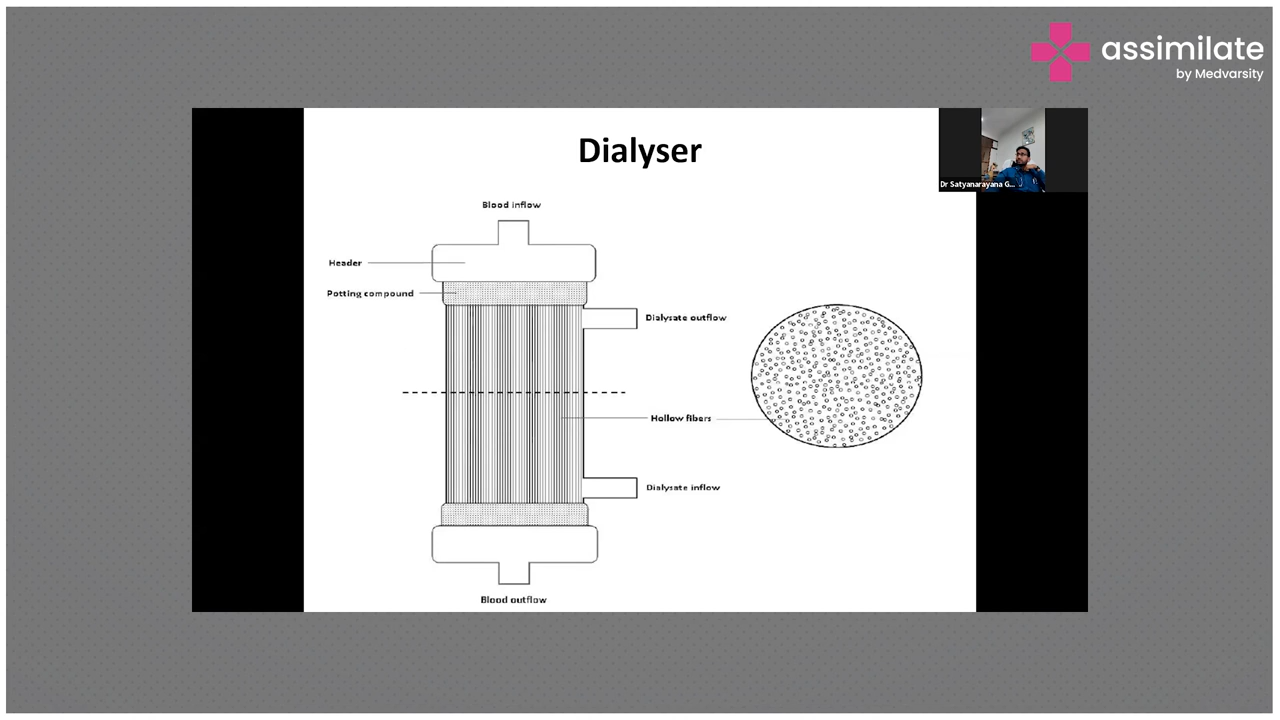 assimilate
by Medvarsity
Dialyser
Dr Satyanarayana G...
Blood inflow
Header
Potting compound
Dialysate outflow
Hollow fibers
Dialysate inflow
Blood outflow